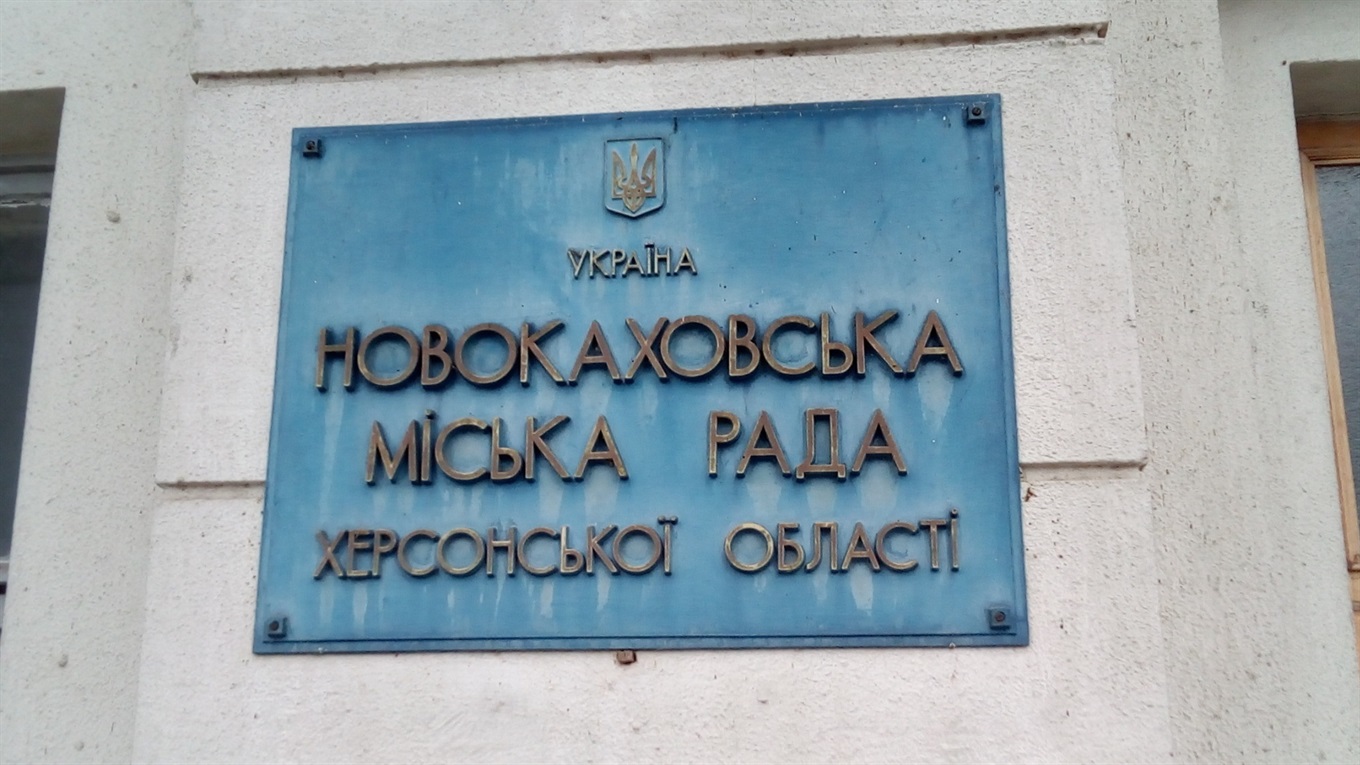 УКРАЇНА
НОВОКАХОВСЬКА
МІСЬКА РАДА
ХЕРСОНСЬКОЇ ОБЛАСТІ